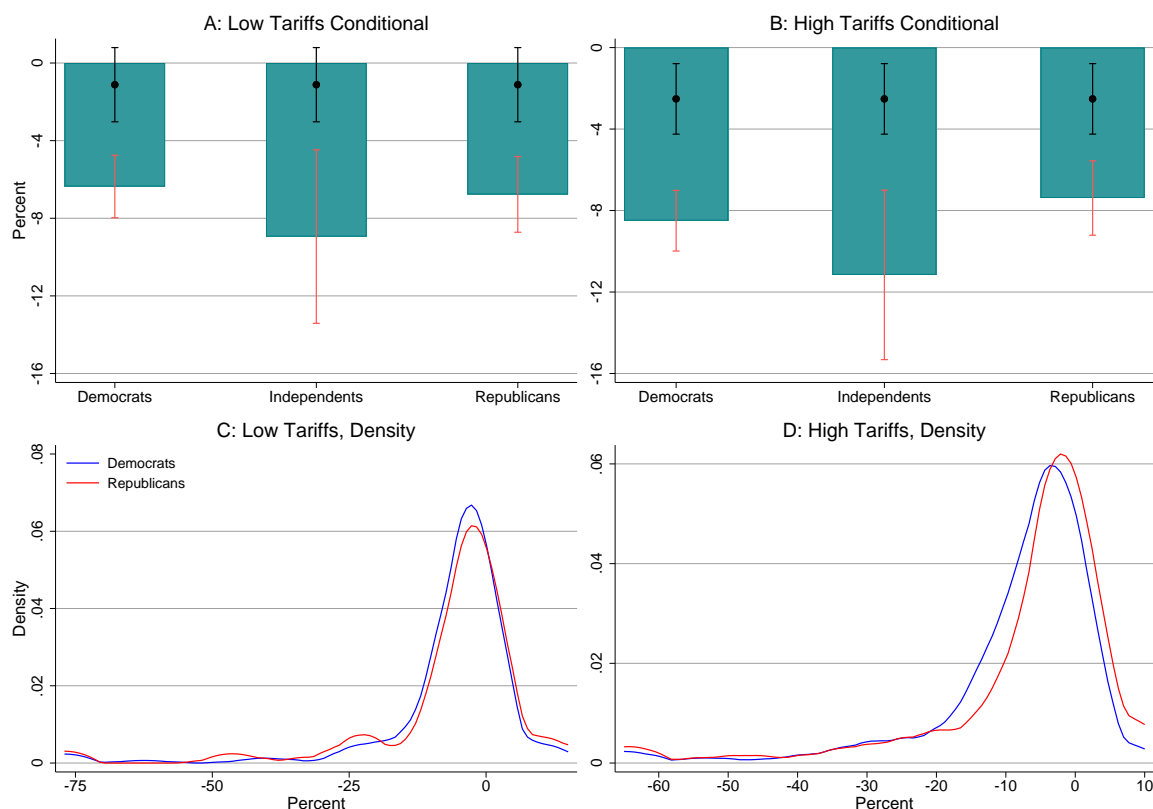 A: Low Tariffs Conditional
Percent
0
-4
-8
-12
-16
Democrats Independents Republicans
B: High Tariffs Conditional
0
-4
-8
-12
-16
Democrats Independents Republicans
C: Low Tariffs, Density
Density
.08
.06
.04
.02
0
Democrats
Republicans
-75 -50 -25 0
Percent
D: High Tariffs, Density
.06
.04
.02
0
-60 -50 -40 -30 -20 -10 0 10
Percent